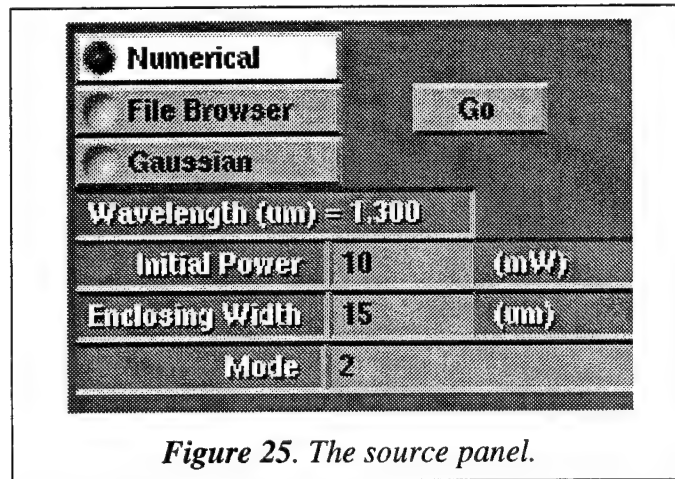 Numerical
File Browser
Go
Gaussian
Wavelength (um) = 1.300
Initial Power 10 (mW)
Enclosing Width 15 (um)
Mode 2
Figure 25. The source panel.